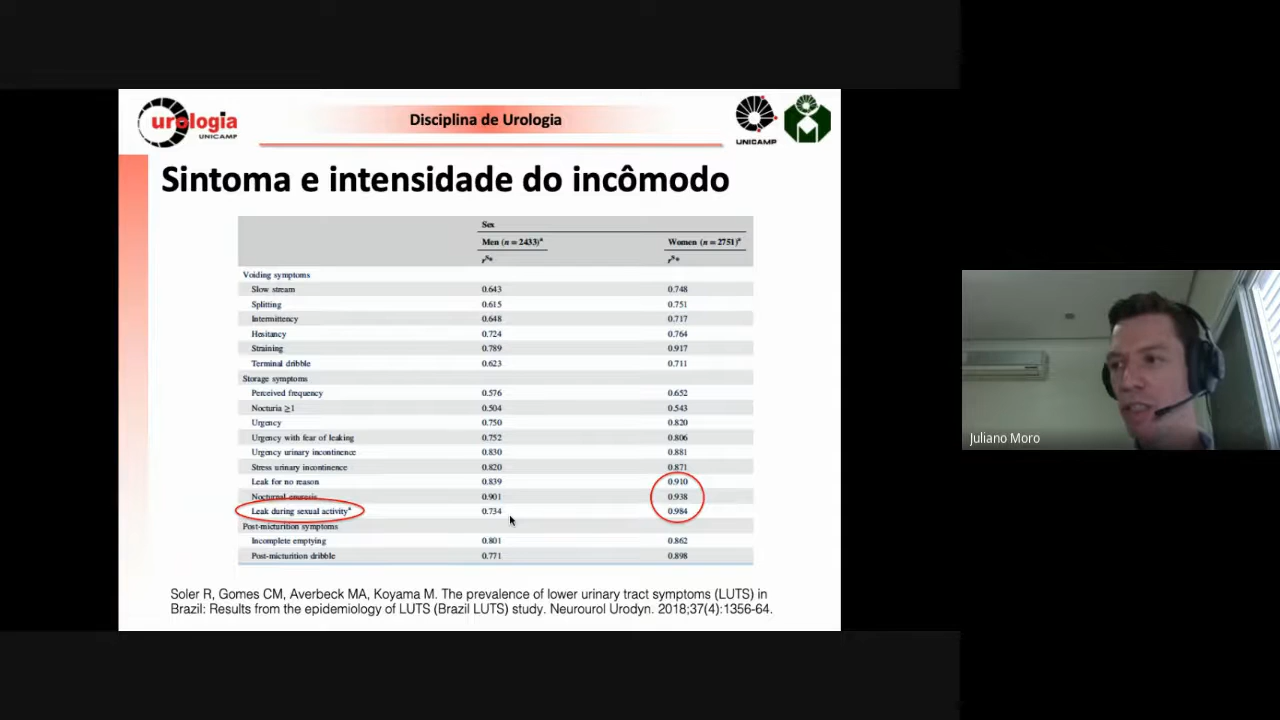 urologia
UNICAMP
Disciplina de Urologia
UNICAMP
Sintoma e intensidade do incômodo
Sex
Men (n = 2433)ᵃ Women (n = 2751)ᵃ
Voiding symptoms
Slow stream 0.643 0.748
Splitting 0.615 0.751
Intermittency 0.648 0.717
Hesitancy 0.724 0.764
Straining 0.789 0.917
Terminal dribble 0.623 0.711
Storage symptoms
Perceived frequency 0.576 0.652
Nocturia ≥1 0.504 0.543
Urgency 0.750 0.820
Urgency with fear of leaking 0.752 0.806
Urgency urinary incontinence 0.830 0.881
Stress urinary incontinence 0.820 0.871
Leak for no reason 0.839 0.910
Nocturnal enuresis 0.901 0.938
Leak during sexual activity* 0.734 0.984
Post-micturition symptoms
Incomplete emptying 0.801 0.862
Post-micturition dribble 0.771 0.898
Soler R, Gomes CM, Averbeck MA, Koyama M. The prevalence of lower urinary tract symptoms (LUTS) in
Brazil: Results from the epidemiology of LUTS (Brazil LUTS) study. Neurourol Urodyn. 2018;37(4):1356-64.
Juliano Moro